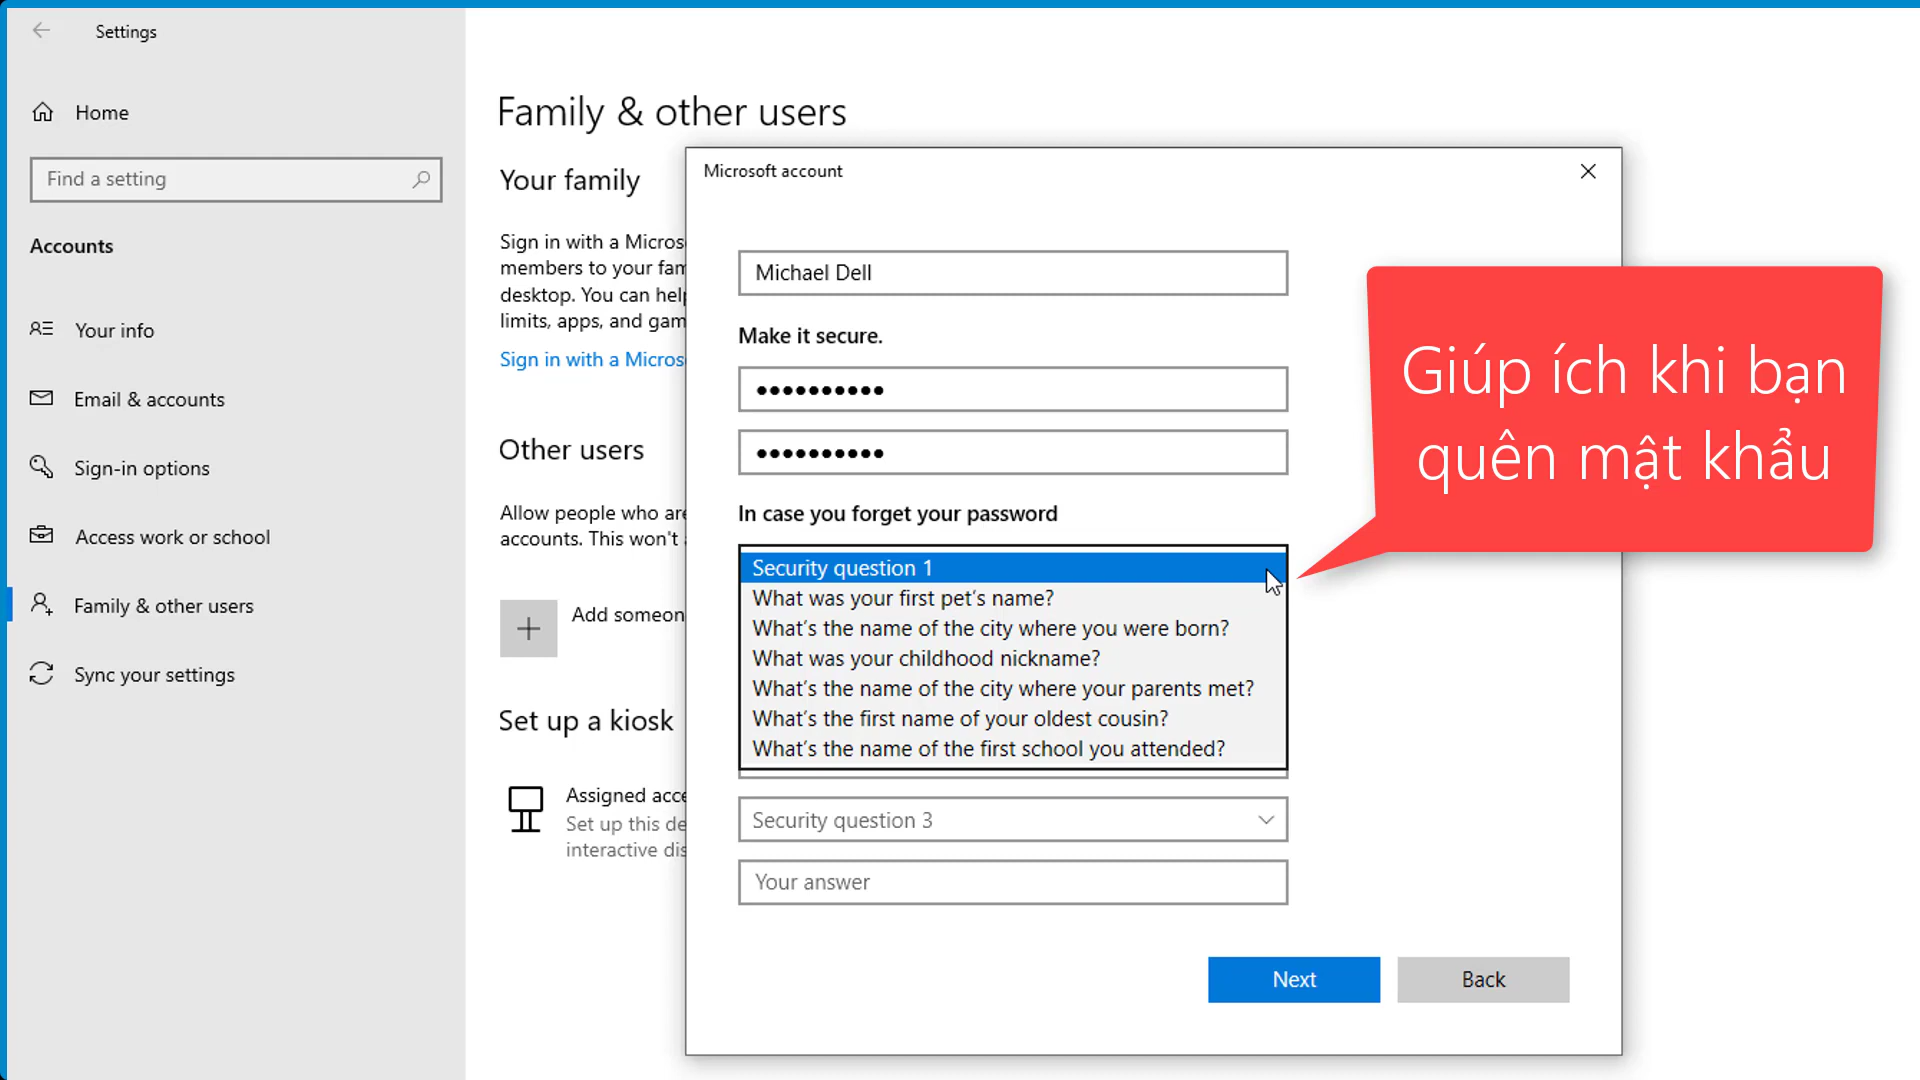 Settings
Home
Find a setting
Accounts
Your info
Email & accounts
Sign-in options
Access work or school
Family & other users
Sync your settings
Family & other users
Your family
Sign in with a Micros
members to your fam
desktop. You can help
limits, apps, and gam
Sign in with a Micros
Other users
Allow people who are
accounts. This won't
Add someon
Set up a kiosk
Assigned acce
Set up this de
interactive dis
Microsoft account
Michael Dell
Make it secure.
●●●●●●●●●●
●●●●●●●●●●
In case you forget your password
Security question 1
What was your first pet's name?
What's the name of the city where you were born?
What was your childhood nickname?
What's the name of the city where your parents met?
What's the first name of your oldest cousin?
What's the name of the first school you attended?
Security question 3
Your answer
Next
Back
Giúp ích khi bạn
quên mật khẩu